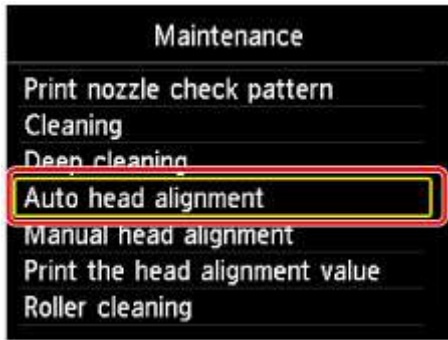 Maintenance
Print nozzle check pattern
Cleaning
Deep cleaning
Auto head alignment
Manual head alignment
Print the head alignment value
Roller cleaning